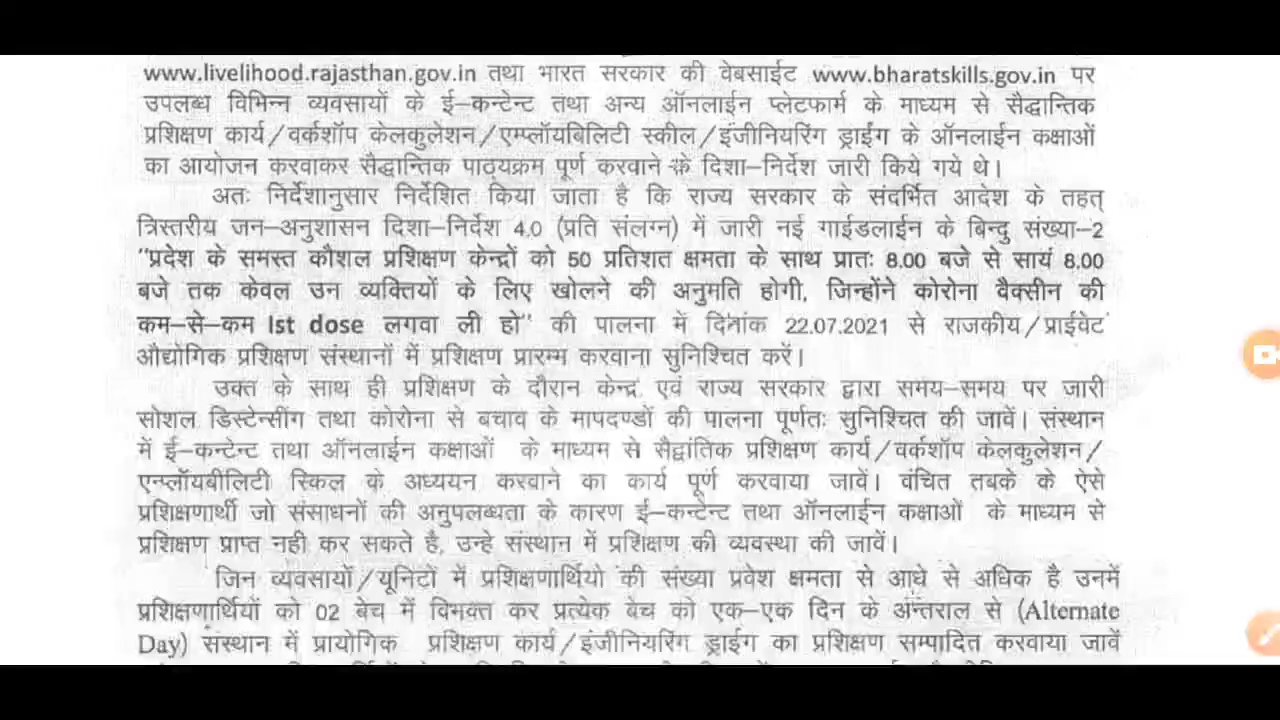 www.livelihood.rajasthan.gov.in तथा भारत सरकार की वेबसाईट www.bharatskills.gov.in पर
उपलब्ध विभिन्न व्यवसायों के ई-कन्टेन्ट तथा अन्य ऑनलाईन प्लेटफार्म के माध्यम से सैद्धान्तिक
प्रशिक्षण कार्य/वर्कशॉप केलकुलेशन/एम्प्लॉयबिलिटी स्कील/इंजीनियरिंग ड्राईंग के ऑनलाईन कक्षाओं
का आयोजन करवाकर सैद्धान्तिक पाठ्यक्रम पूर्ण करवाने के दिशा-निर्देश जारी किये गये थे।
अतः निर्देशानुसार निर्देशित किया जाता है कि राज्य सरकार के संदर्भित आदेश के तहत्
त्रिस्तरीय जन-अनुशासन दिशा-निर्देश 4.0 (प्रति संलग्न) में जारी नई गाईडलाईन के बिन्दु संख्या-2
"प्रदेश के समस्त कौशल प्रशिक्षण केन्द्रों को 50 प्रतिशत क्षमता के साथ प्रातः 8.00 बजे से सायं 8.00
बजे तक केवल उन व्यक्तियों के लिए खोलने की अनुमति होगी, जिन्होंने कोरोना वैक्सीन की
कम-से-कम Ist dose लगवा ली हो" की पालना में दिनांक 22.07.2021 से राजकीय/प्राईवेट
औद्योगिक प्रशिक्षण संस्थानों में प्रशिक्षण प्रारम्भ करवाना सुनिश्चित करें।
उक्त के साथ ही प्रशिक्षण के दौरान केन्द्र एवं राज्य सरकार द्वारा समय-समय पर जारी
सोशल डिस्टेन्सींग तथा कोरोना से बचाव के मापदण्डों की पालना पूर्णतः सुनिश्चित की जावें। संस्थान
में ई-कन्टेन्ट तथा ऑनलाईन कक्षाओं के माध्यम से सैद्वांतिक प्रशिक्षण कार्य/वर्कशॉप केलकुलेशन/
एन्प्लॉयबीलिटी स्किल के अध्ययन करवाने का कार्य पूर्ण करवाया जावें। वंचित तबके के ऐसे
प्रशिक्षणार्थी जो संसाधनों की अनुपलब्धता के कारण ई-कन्टेन्ट तथा ऑनलाईन कक्षाओं के माध्यम से
प्रशिक्षण प्राप्त नही कर सकते है, उन्हे संस्थान में प्रशिक्षण की व्यवस्था की जावें।
जिन व्यवसायों/यूनिटों में प्रशिक्षणार्थियो की संख्या प्रवेश क्षमता से आधे से अधिक है उनमें
प्रशिक्षणार्थियों को 02 बेच में विभक्त कर प्रत्येक बेच को एक-एक दिन के अन्तराल से (Alternate
Day) संस्थान में प्रायोगिक प्रशिक्षण कार्य/इंजीनियरिंग ड्राईग का प्रशिक्षण सम्पादित करवाया जावें